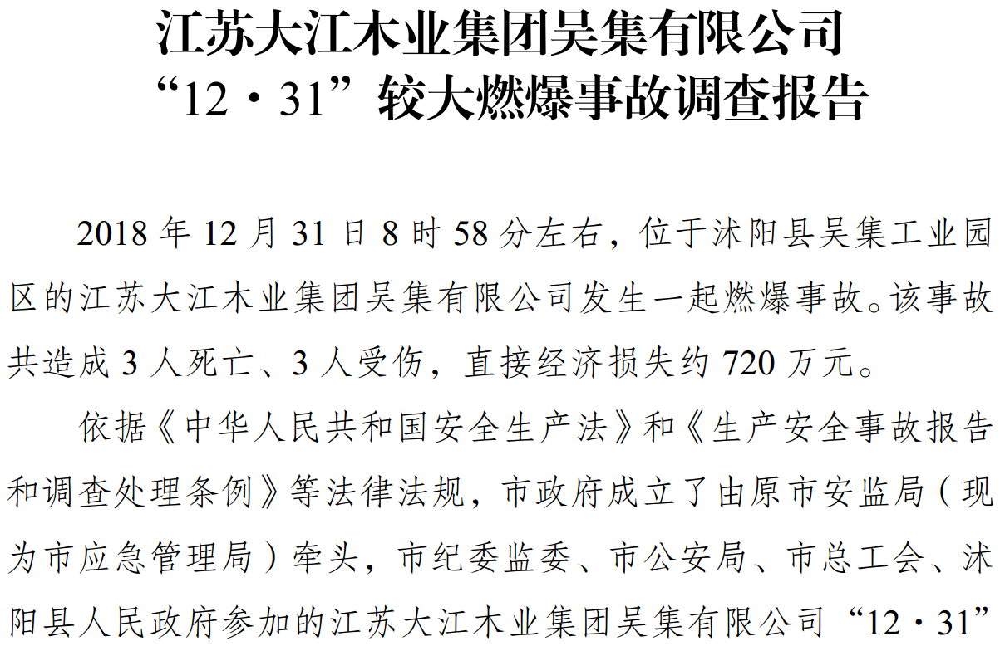 江苏大江木业集团吴集有限公司
“12·31”较大燃爆事故调查报告
2018 年 12 月 31 日 8 时 58 分左右，位于沭阳县吴集工业园
区的江苏大江木业集团吴集有限公司发生一起燃爆事故。该事故
共造成 3 人死亡、3 人受伤，直接经济损失约 720 万元。
依据《中华人民共和国安全生产法》和《生产安全事故报告
和调查处理条例》等法律法规，市政府成立了由原市安监局（现
为市应急管理局）牵头，市纪委监委、市公安局、市总工会、沭
阳县人民政府参加的江苏大江木业集团吴集有限公司“12·31”